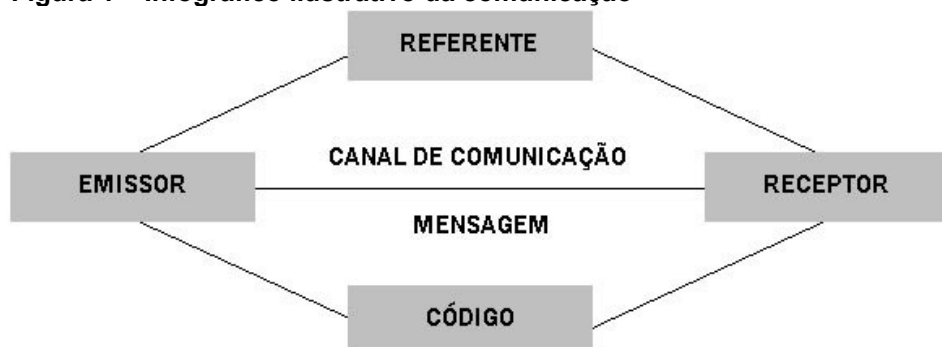 REFERENTE
CANAL DE COMUNICAÇÃO
EMISSOR
RECEPTOR
MENSAGEM
CÓDIGO